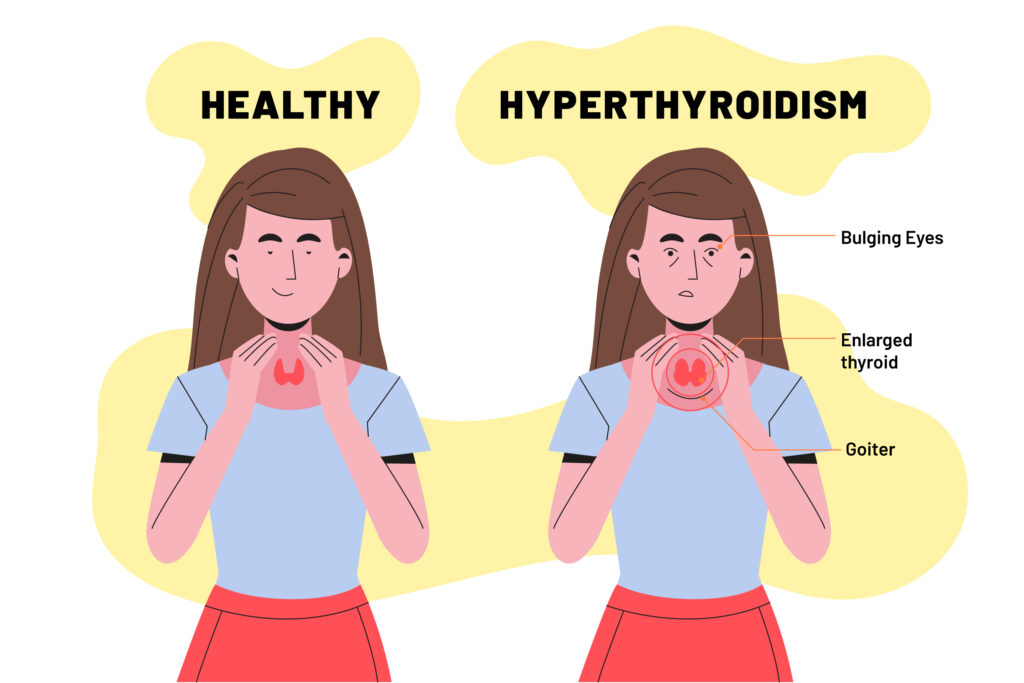 HEALTHY
HYPERTHYROIDISM
Bulging Eyes
Enlarged
thyroid
Goiter